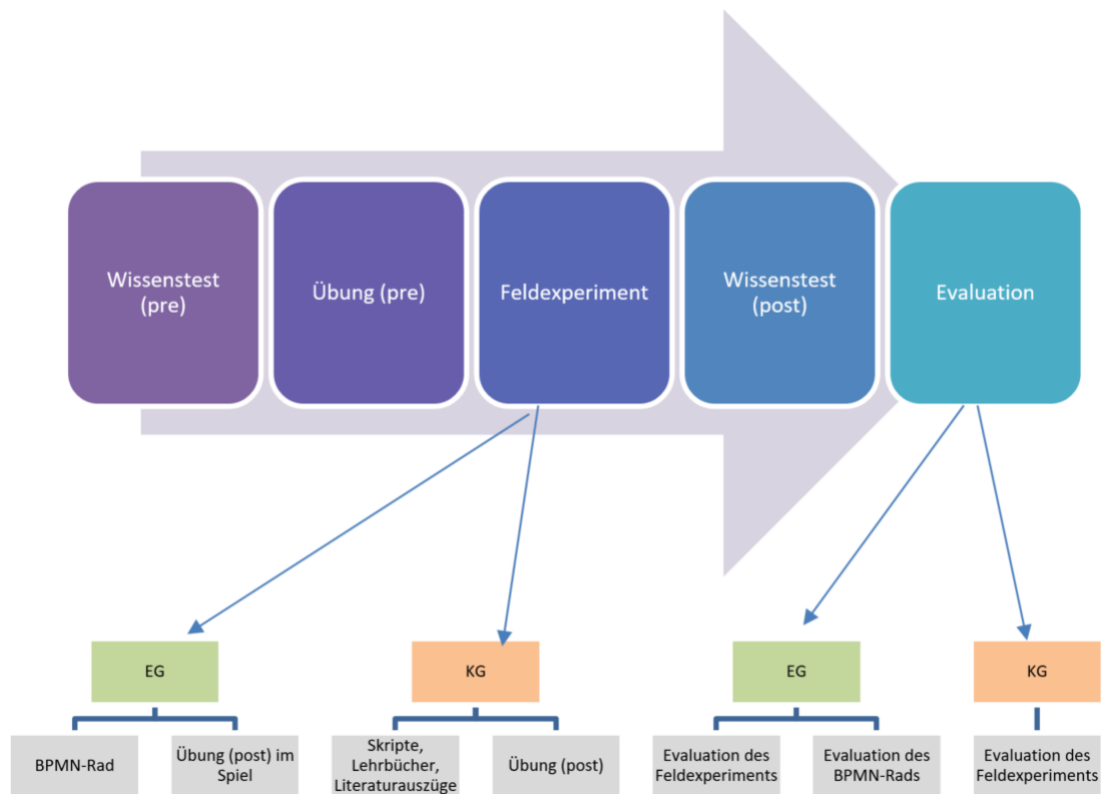 Wissenstest
(pre)
Übung (pre)
Feldexperiment
Wissenstest
(post)
Evaluation
EG
KG
EG
KG
BPMN-Rad
Übung (post) im
Spiel
Skripte,
Lehrbücher,
Literaturauszüge
Übung (post)
Evaluation des
Feldexperiments
Evaluation des
BPMN-Rads
Evaluation des
Feldexperiments